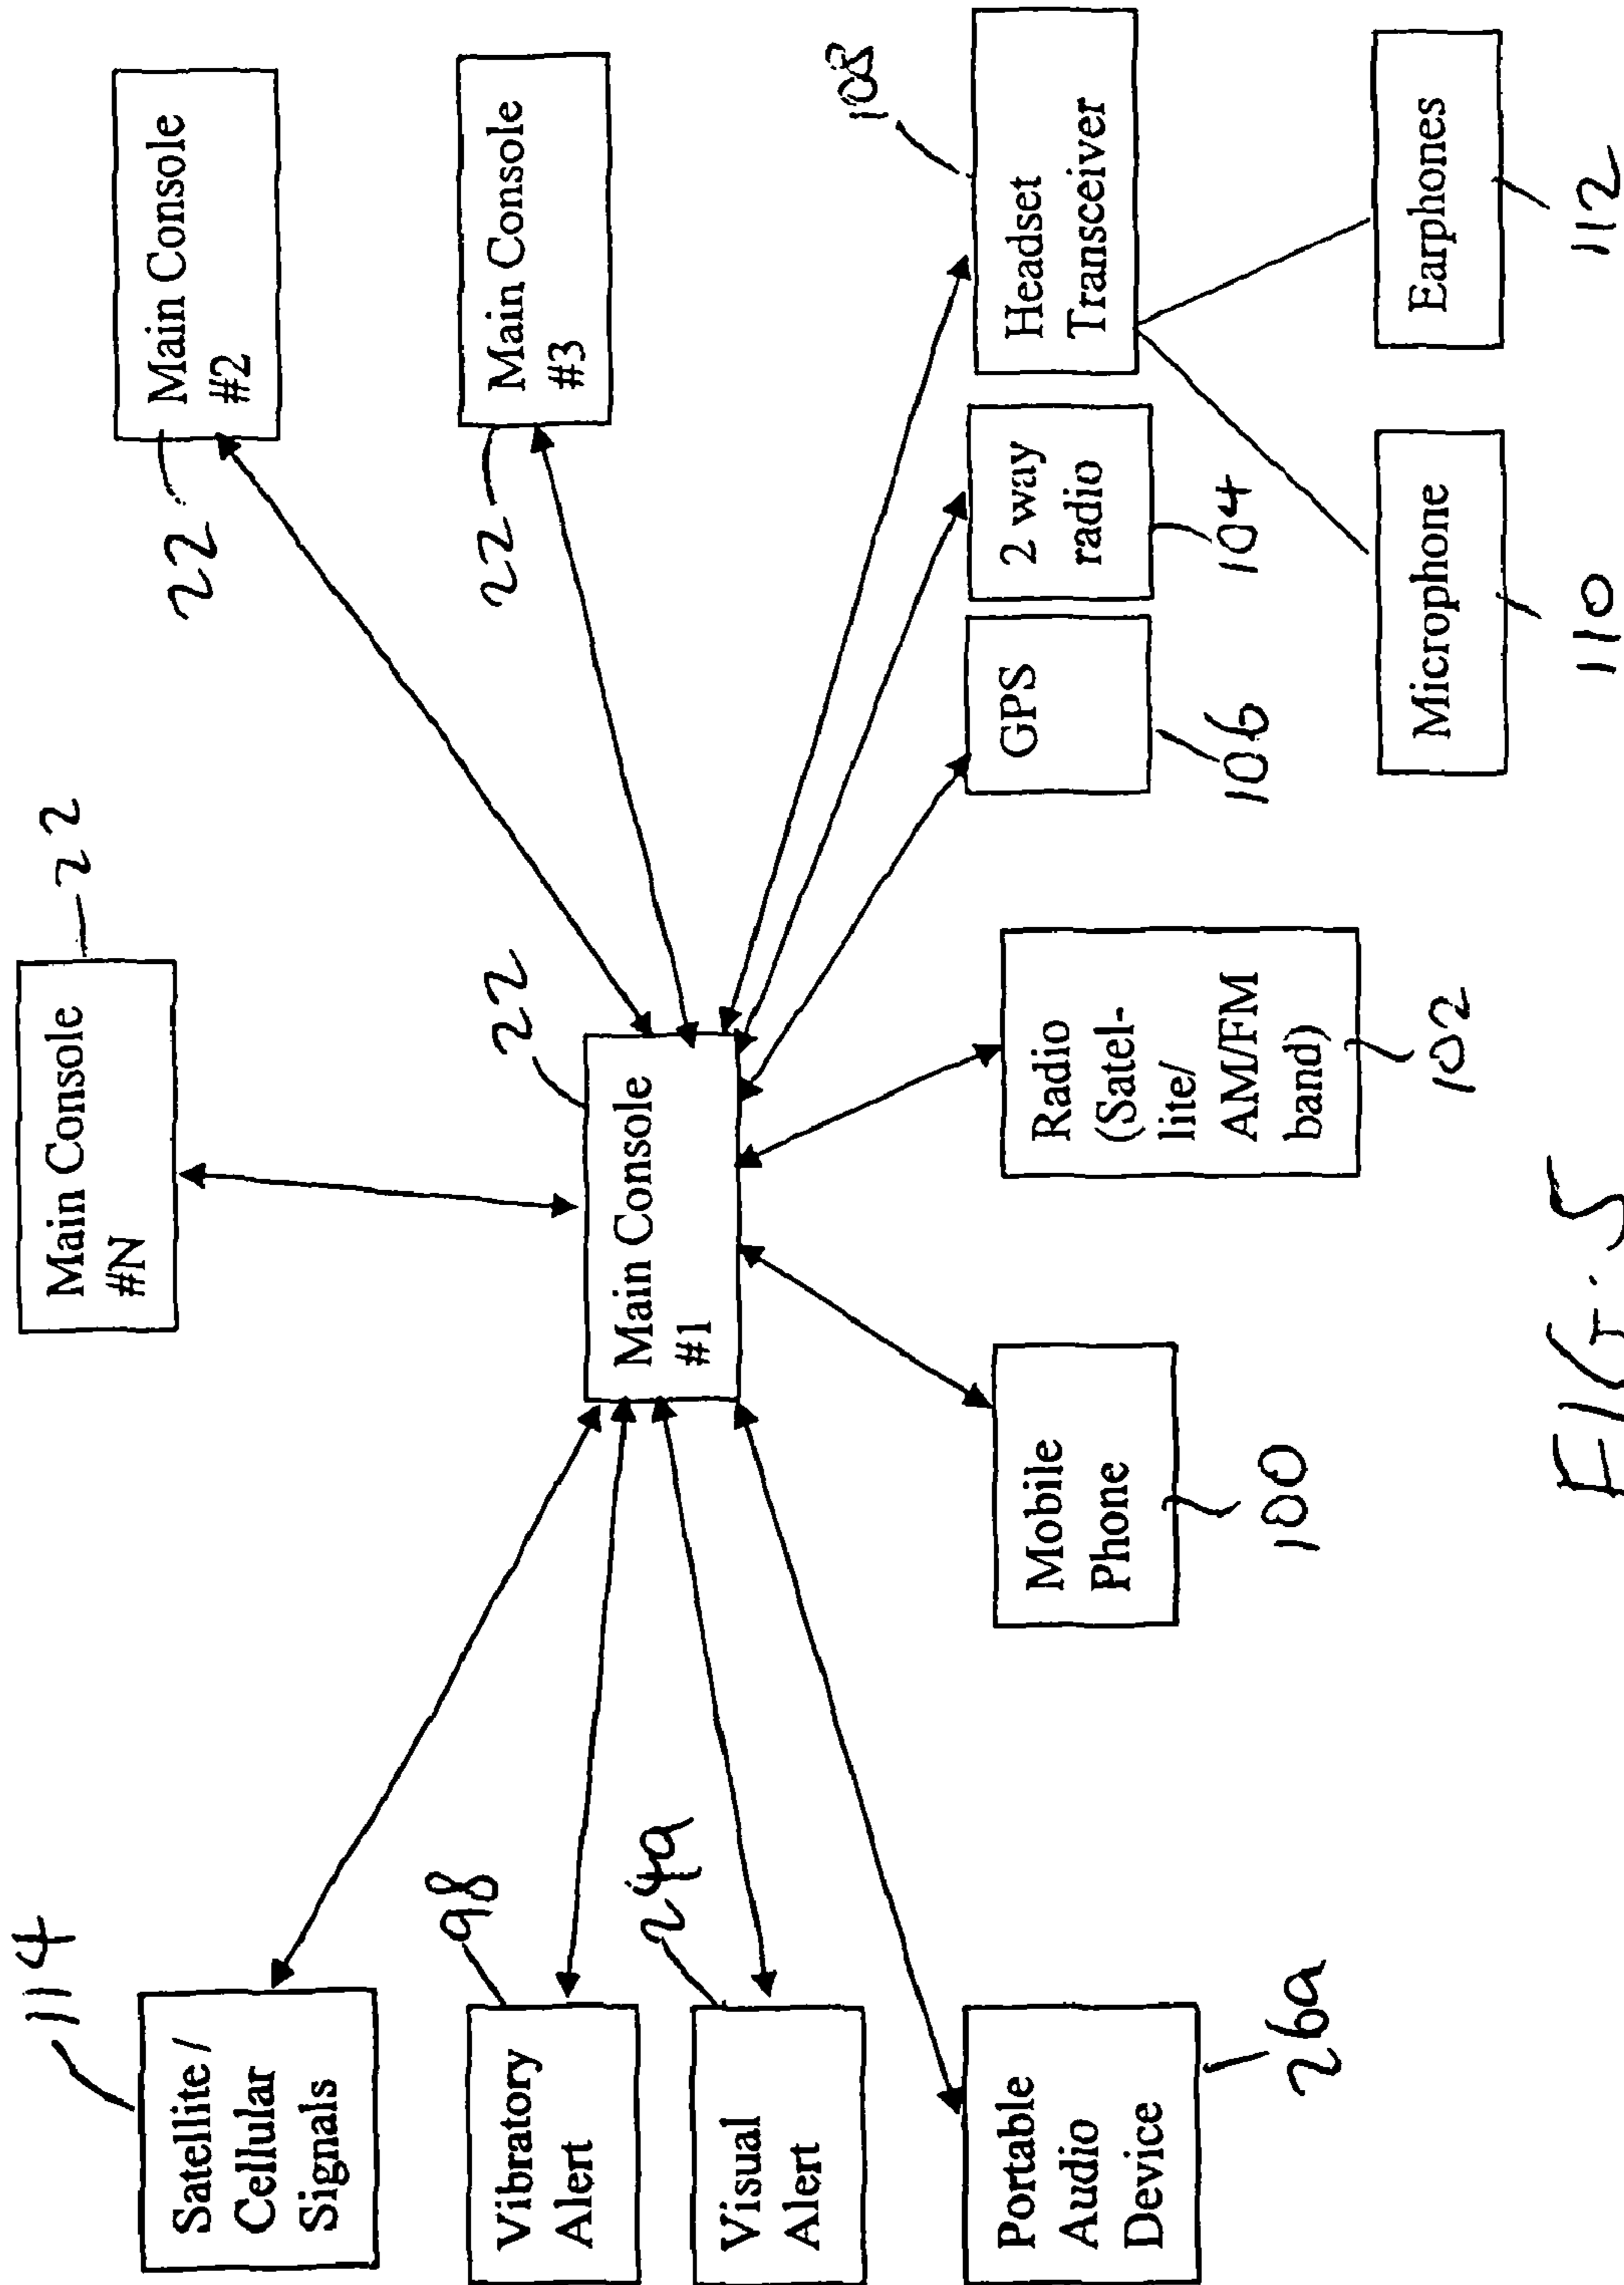 Main Console
#N
22
114
Satellite /
Cellular
Signals
98
Vibratory
Alert
24a
Visual
Alert
Portable
Audio
Device
26a
22
Main Console
#1
22
Main Console
#2
22
Main Console
#3
Mobile
Phone
100
Radio
(Satel-
lite/
AM/FM
band)
102
GPS
106
2 way
radio
104
108
Headset
Transceiver
Microphone
110
Earphones
112
FIG. 5